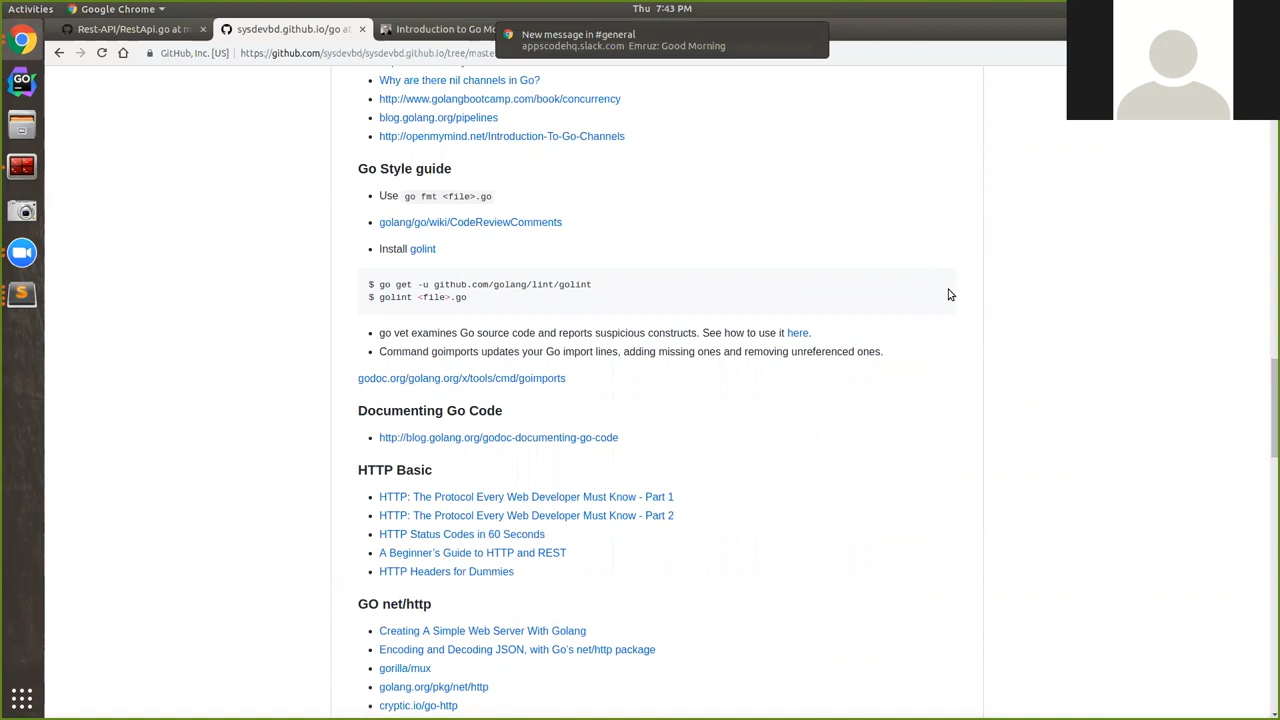 Activities
Google Chrome
Thu 7:43 PM
Rest-API/RestApi.go at m
sysdevbd.github.io/go at
Introduction to Go Mo
New message in #general
appscodehq.slack.com Emruz: Good Morning
GitHub, Inc. [US]
https://github.com/sysdevbd/sysdevbd.github.io/tree/maste
Why are there nil channels in Go?
http://www.golangbootcamp.com/book/concurrency
blog.golang.org/pipelines
http://openmymind.net/Introduction-To-Go-Channels
Go Style guide
Use go fmt <file>.go
golang/go/wiki/CodeReviewComments
Install golint
$ go get -u github.com/golang/lint/golint
$ golint <file>.go
go vet examines Go source code and reports suspicious constructs. See how to use it here.
Command goimports updates your Go import lines, adding missing ones and removing unreferenced ones.
godoc.org/golang.org/x/tools/cmd/goimports
Documenting Go Code
http://blog.golang.org/godoc-documenting-go-code
HTTP Basic
HTTP: The Protocol Every Web Developer Must Know - Part 1
HTTP: The Protocol Every Web Developer Must Know - Part 2
HTTP Status Codes in 60 Seconds
A Beginner's Guide to HTTP and REST
HTTP Headers for Dummies
GO net/http
Creating A Simple Web Server With Golang
Encoding and Decoding JSON, with Go's net/http package
gorilla/mux
golang.org/pkg/net/http
cryptic.io/go-http